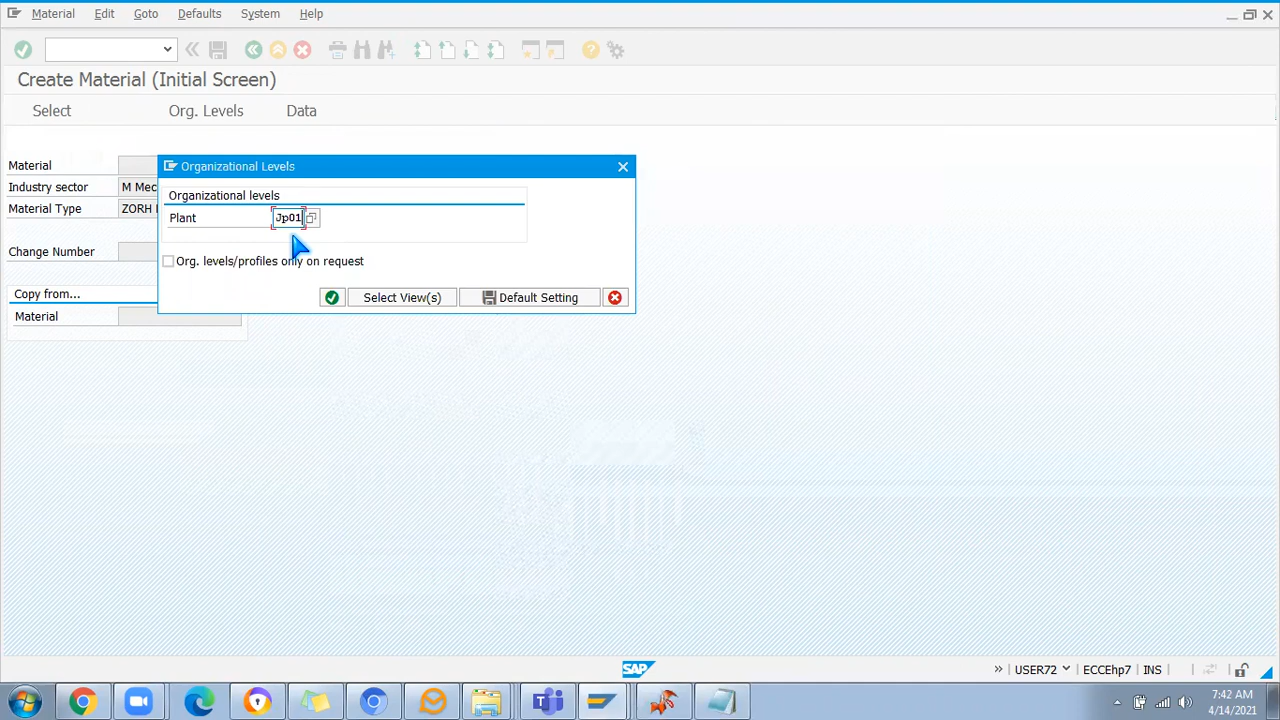 Material Edit Goto Defaults System Help
Create Material (Initial Screen)
Select Org. Levels Data
Material
Industry sector M Mec
Material Type ZORH
Change Number
Copy from...
Material
Organizational Levels
Organizational levels
Plant Jp01
Org. levels/profiles only on request
Select View(s) Default Setting
SAP
USER72 ECCEhp7 INS
7:42 AM
4/14/2021